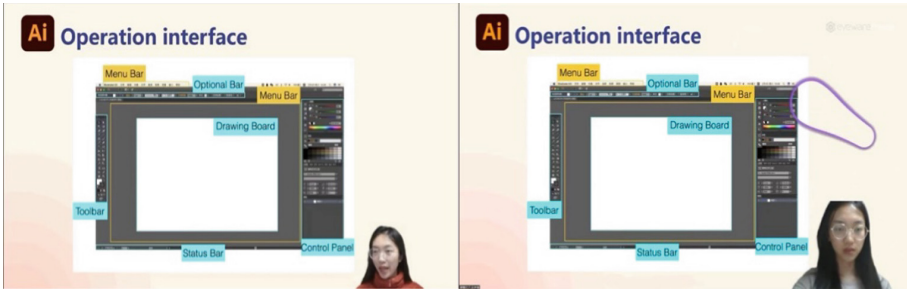 Ai Operation interface
Menu Bar
Optional Bar
Menu Bar
Drawing Board
Toolbar
Status Bar
Control Panel
Ai Operation interface
Menu Bar
Optional Bar
Menu Bar
Drawing Board
Toolbar
Status Bar
Control Panel